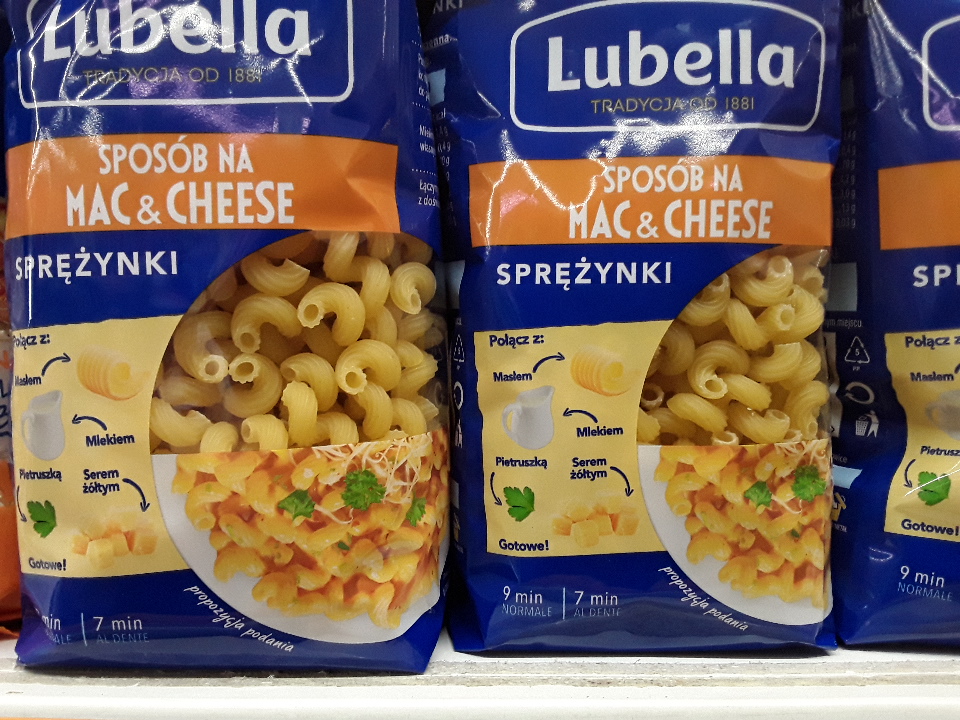 Lubella
TRADYCJA OD 1881
SPOSÓB NA
MAC & CHEESE
SPRĘŻYNKI
Połącz z:
Masłem
Mlekiem
Pietruszką
Serem
żółtym
Gotowe!
min
7 min
AL DENTE
propozycja podania
Lubella
TRADYCJA OD 1881
SPOSÓB NA
MAC & CHEESE
SPRĘŻYNKI
Połącz z:
Masłem
Mlekiem
Pietruszką
Serem
żółtym
Gotowe!
9 min
NORMALE
7 min
AL DENTE
propozycja podania
SPR
Połącz z:
Masłem
Pietruszką
Gotowe!
9 min
NORMALE